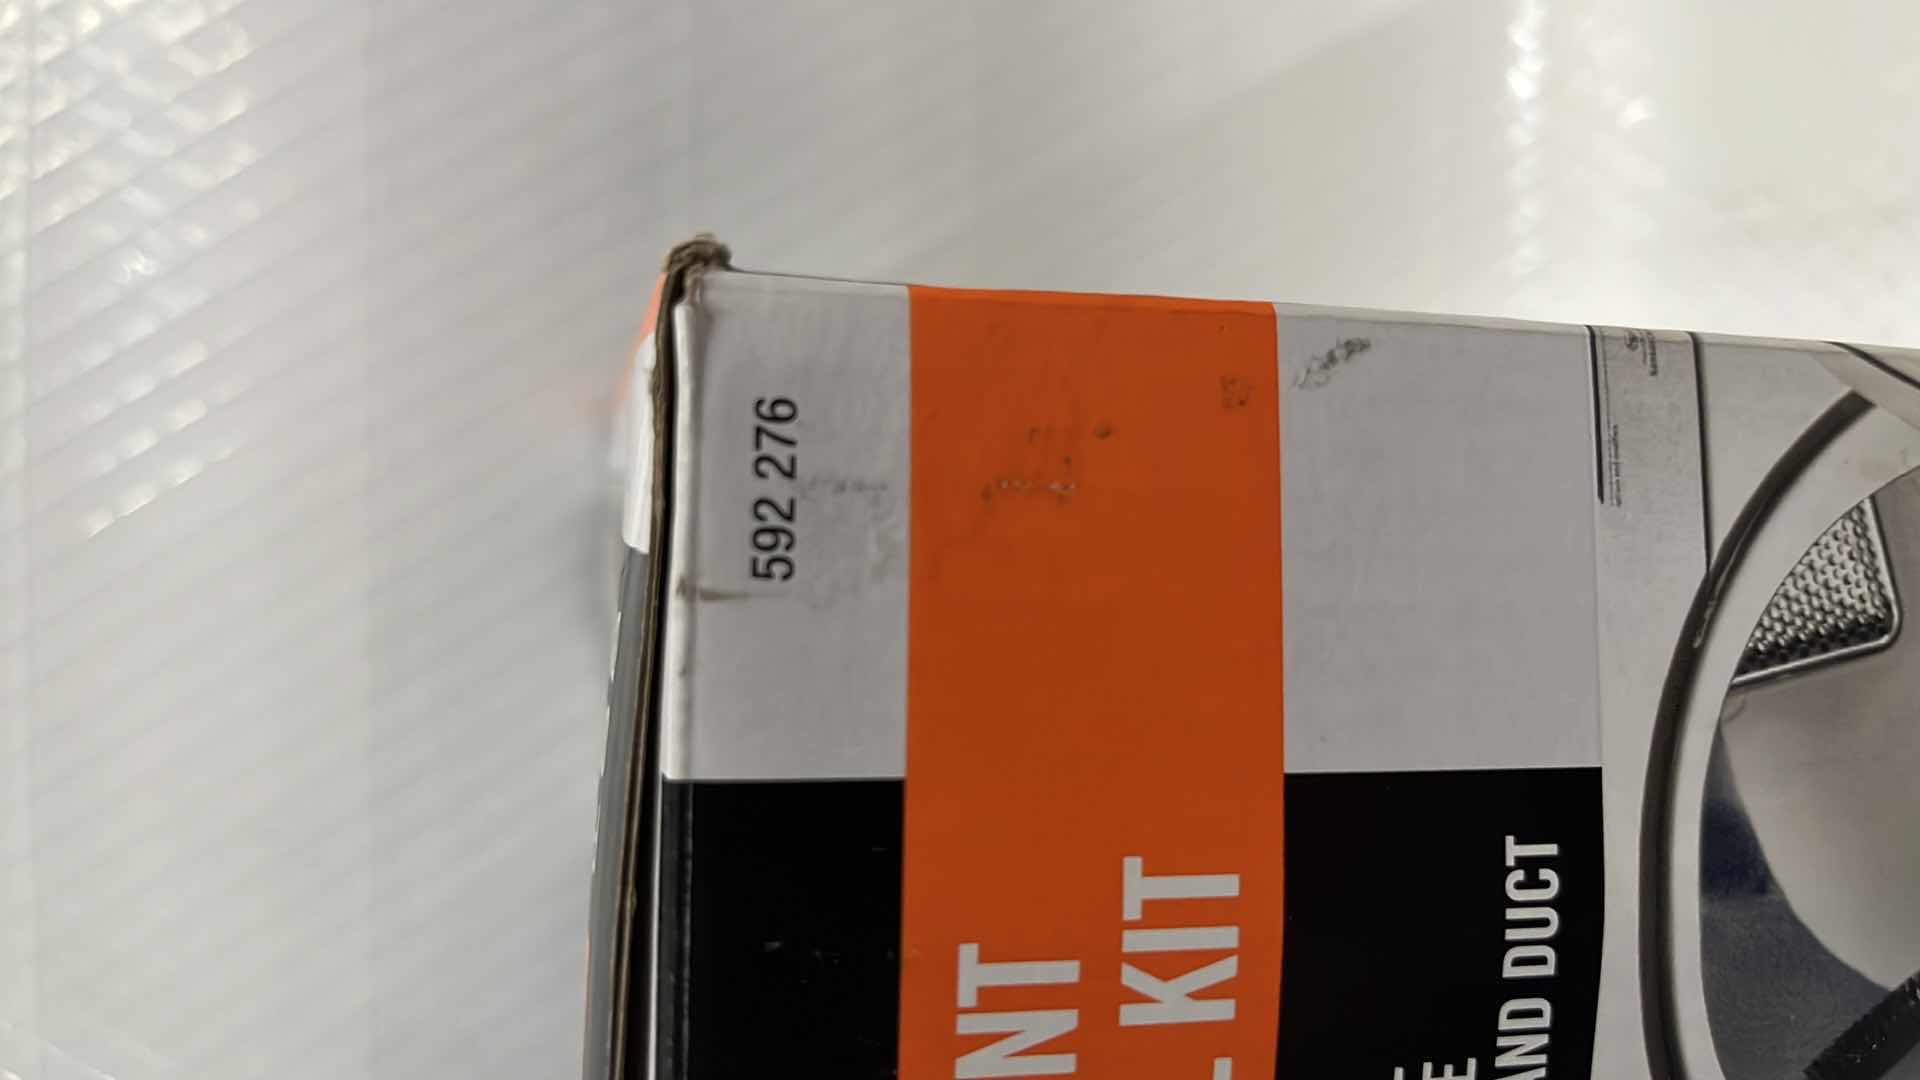 592 276
NT
KIT
E
AND DUCT